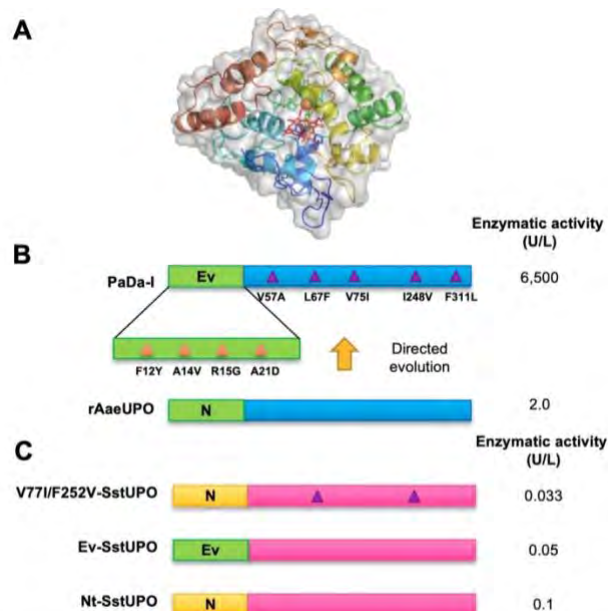 A
Enzymatic activity
(U/L)
B
PaDa-I
Ev
6,500
V57A L67F V75I I248V F311L
F12Y A14V R15G A21D
Directed
evolution
rAaeUPO
N
2.0
Enzymatic activity
(U/L)
C
V77I/F252V-SstUPO
N
0.033
Ev-SstUPO
Ev
0.05
Nt-SstUPO
N
0.1